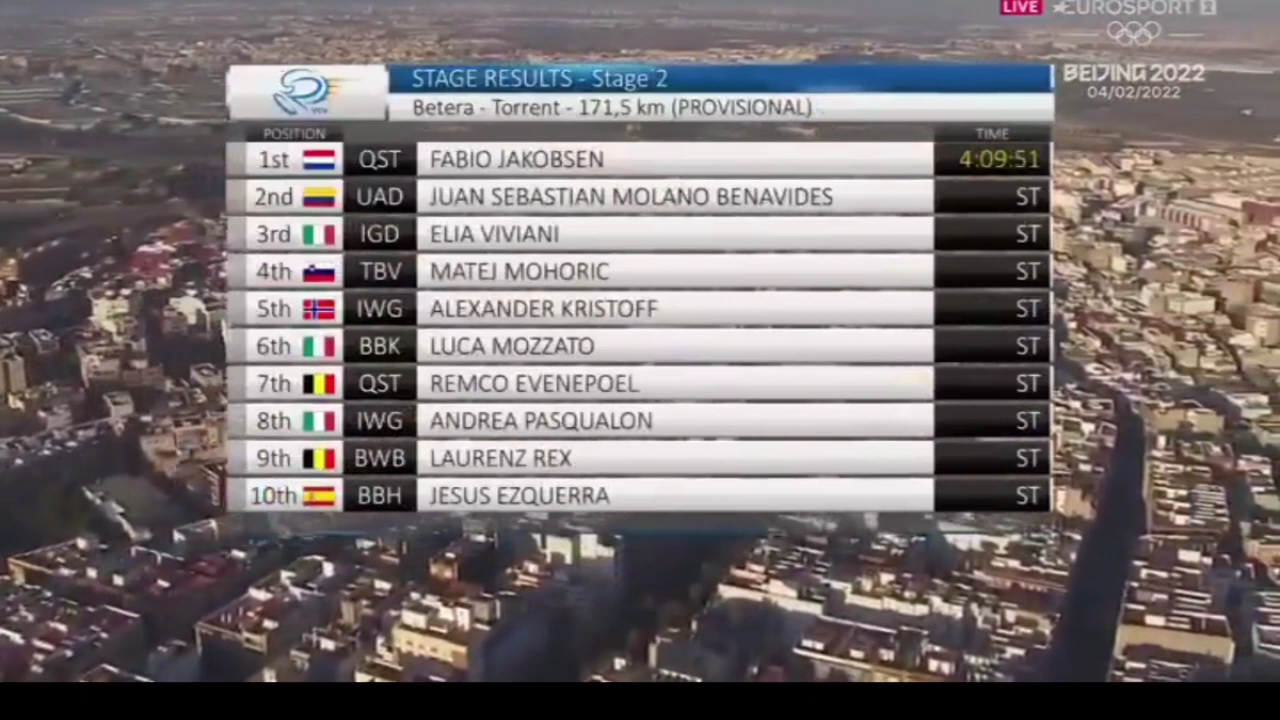 LIVE EUROSPORT 2
BEIJING 2022
04/02/2022
STAGE RESULTS - Stage 2
Betera - Torrent - 171,5 km (PROVISIONAL)
POSITION TIME
1st QST FABIO JAKOBSEN 4:09:51
2nd UAD JUAN SEBASTIAN MOLANO BENAVIDES ST
3rd IGD ELIA VIVIANI ST
4th TBV MATEJ MOHORIC ST
5th IWG ALEXANDER KRISTOFF ST
6th BBK LUCA MOZZATO ST
7th QST REMCO EVENEPOEL ST
8th IWG ANDREA PASQUALON ST
9th BWB LAURENZ REX ST
10th BBH JESUS EZQUERRA ST